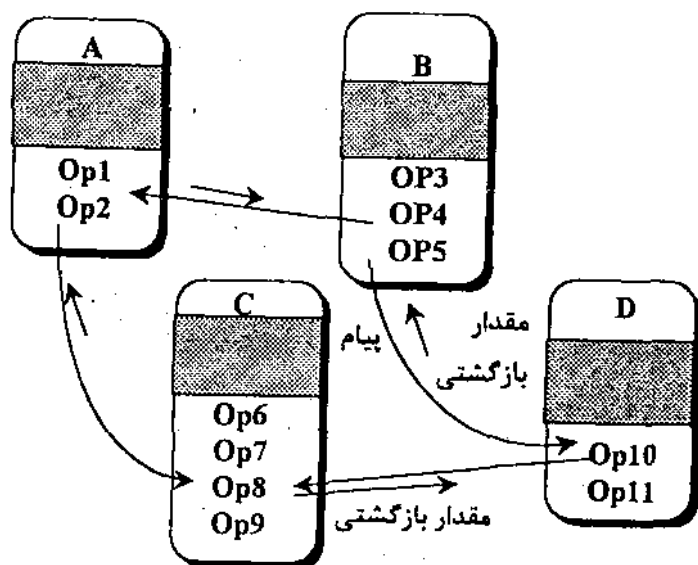 A
Op1
Op2
B
OP3
OP4
OP5
C
Op6
Op7
Op8
Op9
D
Op10
Op11
پیام
مقدار
بازگشتی
مقدار بازگشتی